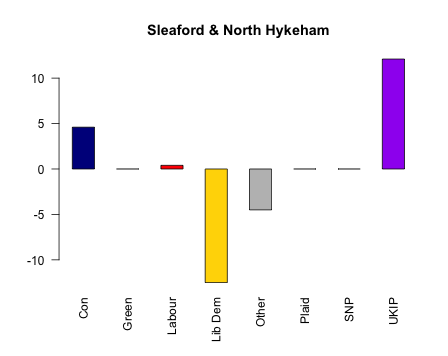 Sleaford & North Hykeham
10
5
0
-5
-10
Con
Green
Labour
Lib Dem
Other
Plaid
SNP
UKIP